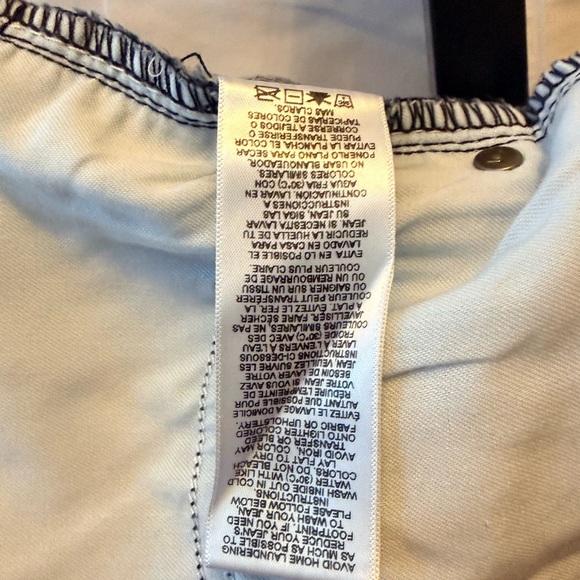 AVOID HOME LAUNDERING
AS MUCH AS POSSIBLE TO
REDUCE YOUR JEAN'S
FOOTPRINT. IF YOU NEED
TO WASH YOUR JEAN
PLEASE FOLLOW BELOW
INSTRUCTIONS.
WASH INSIDE OUT IN COLD
WATER (30°C) WITH LIKE
COLORS. DO NOT BLEACH
LAY FLAT TO DRY
AVOID IRON. COLOR MAY
TRANSFER OR BLEED
ONTO LIGHTER COLORED
FABRIC OR UPHOLSTERY.
ÉVITEZ LE LAVAGE À DOMICILE
AUTANT QUE POSSIBLE POUR
RÉDUIRE L'EMPREINTE DE
VOTRE JEAN. SI VOUS AVEZ
BESOIN DE LAVER VOTRE
JEAN, VEUILLEZ SUIVRE LES
INSTRUCTIONS CI-DESSOUS
LAVER À L'ENVERS À L'EAU
FROIDE (30°C) AVEC DES
COULEURS SIMILAIRES. NE PAS
JAVELLISER. FAIRE SÉCHER
À PLAT. ÉVITEZ LE FER. LA
COULEUR PEUT TRANSFÉRER
OU SAIGNER SUR UN TISSU
OU UN REMBOURRAGE DE
COULEUR PLUS CLAIRE
EVITA EN LO POSIBLE EL
LAVADO EN CASA PARA
REDUCIR LA HUELLA DE TU
JEAN. SI NECESITA LAVAR
SU JEAN, SIGA LAS
INSTRUCCIONES A
CONTINUACIÓN. LAVAR EN
AGUA FRIA (30°C) CON
COLORES SIMILARES.
NO USAR BLANQUEADOR.
PONERLO PLANO PARA SECAR
EVITAR LA PLANCHA. EL COLOR
PUEDE TRANSFERIRSE O
CORRERSE A TEJIDOS O
TAPICERIAS DE COLORES
MÁS CLAROS.